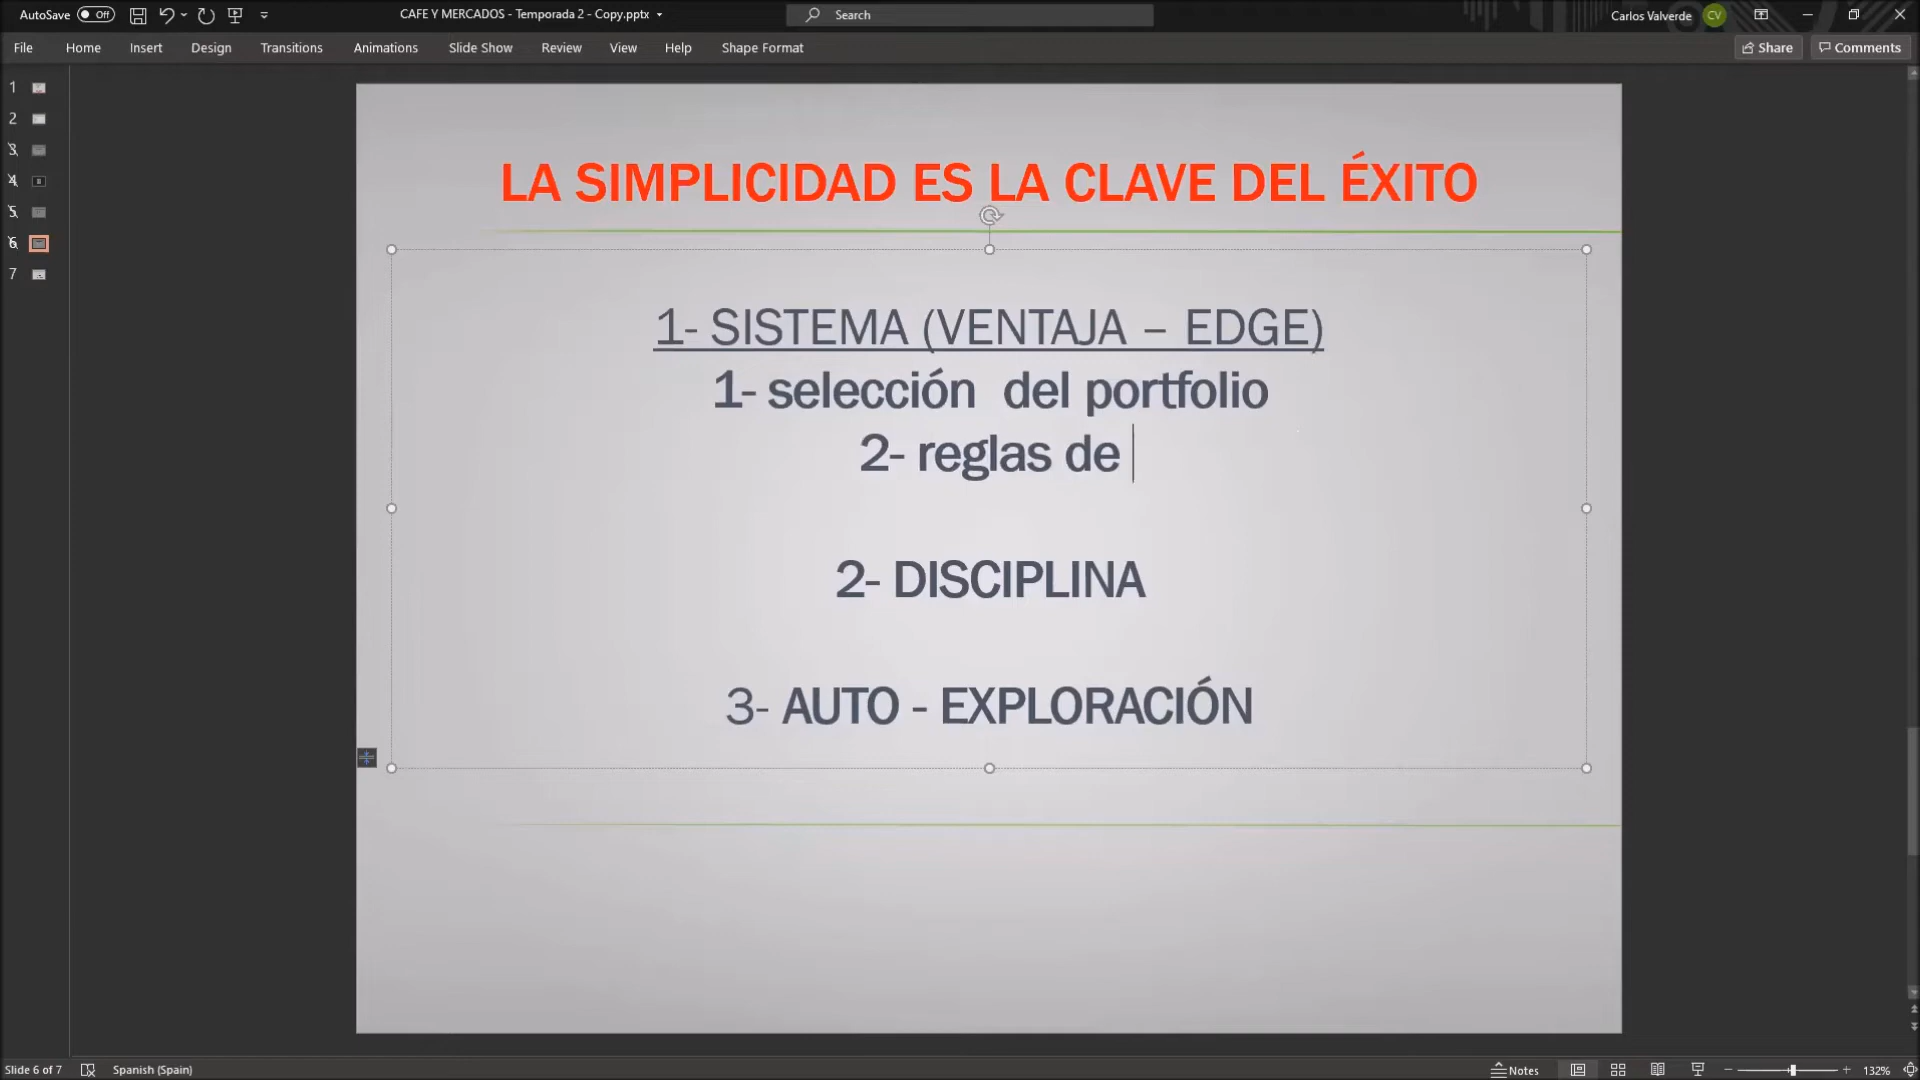 AutoSave Off
CAFE Y MERCADOS - Temporada 2 - Copy.pptx
Search
Carlos Valverde CV
File Home Insert Design Transitions Animations Slide Show Review View Help Shape Format
Share Comments
1
2
3
4
5
6
7
LA SIMPLICIDAD ES LA CLAVE DEL ÉXITO
1- SISTEMA (VENTAJA – EDGE)
1- selección  del portfolio
2- reglas de
2- DISCIPLINA
3- AUTO - EXPLORACIÓN
Slide 6 of 7 Spanish (Spain) Notes 132%